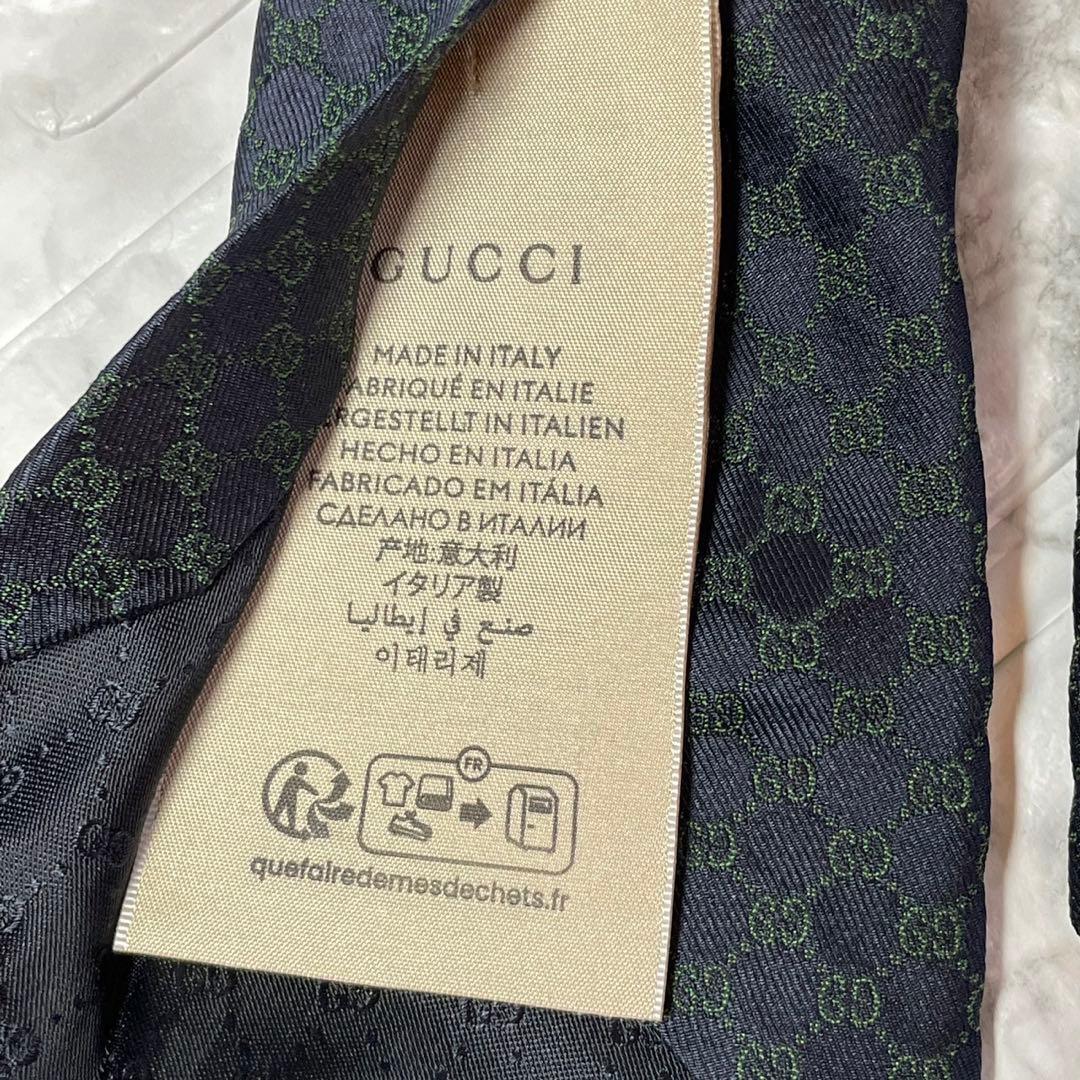 GUCCI
MADE IN ITALY
FABRIQUÉ EN ITALIE
ERGESTELLT IN ITALIEN
HECHO EN ITALIA
FABRICADO EM ITÁLIA
СДЕЛАНО В ИТАЛИИ
产地:意大利
イタリア製
صنع في إيطاليا
이태리제
FR
quefairedemesdechets.fr